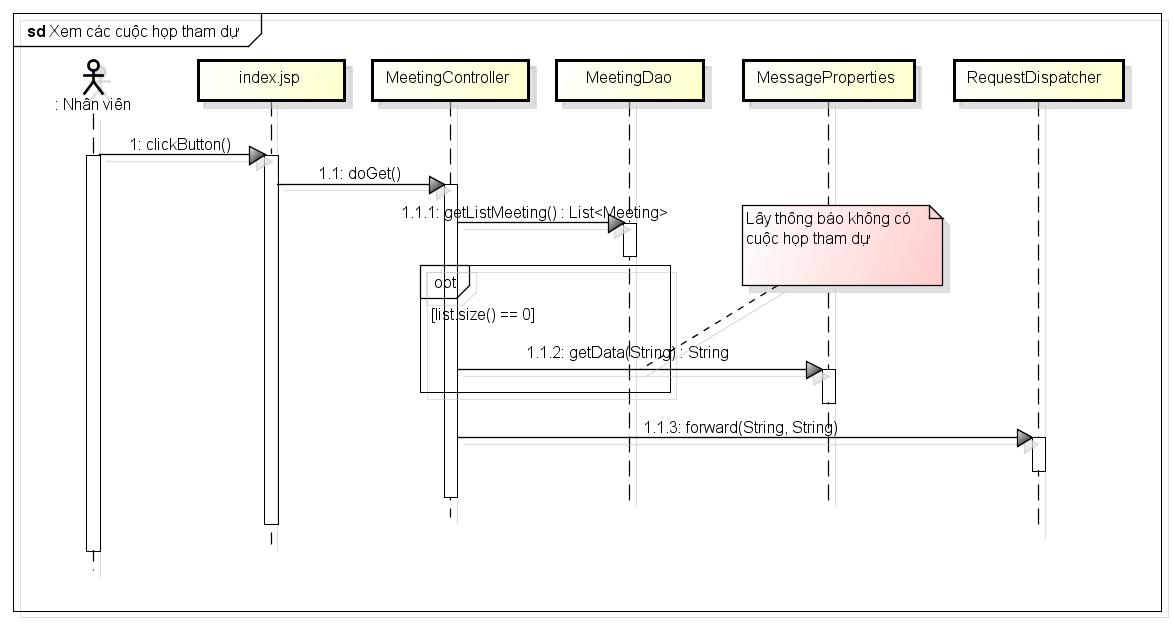 sd Xem các cuộc họp tham dự
: Nhân viên
index.jsp
MeetingController
MeetingDao
MessageProperties
RequestDispatcher
1: clickButton()
1.1: doGet()
1.1.1: getListMeeting() : List<Meeting>
Lây thông báo không có
cuộc họp tham dự
opt
[list.size() == 0]
1.1.2: getData(String) : String
1.1.3: forward(String, String)